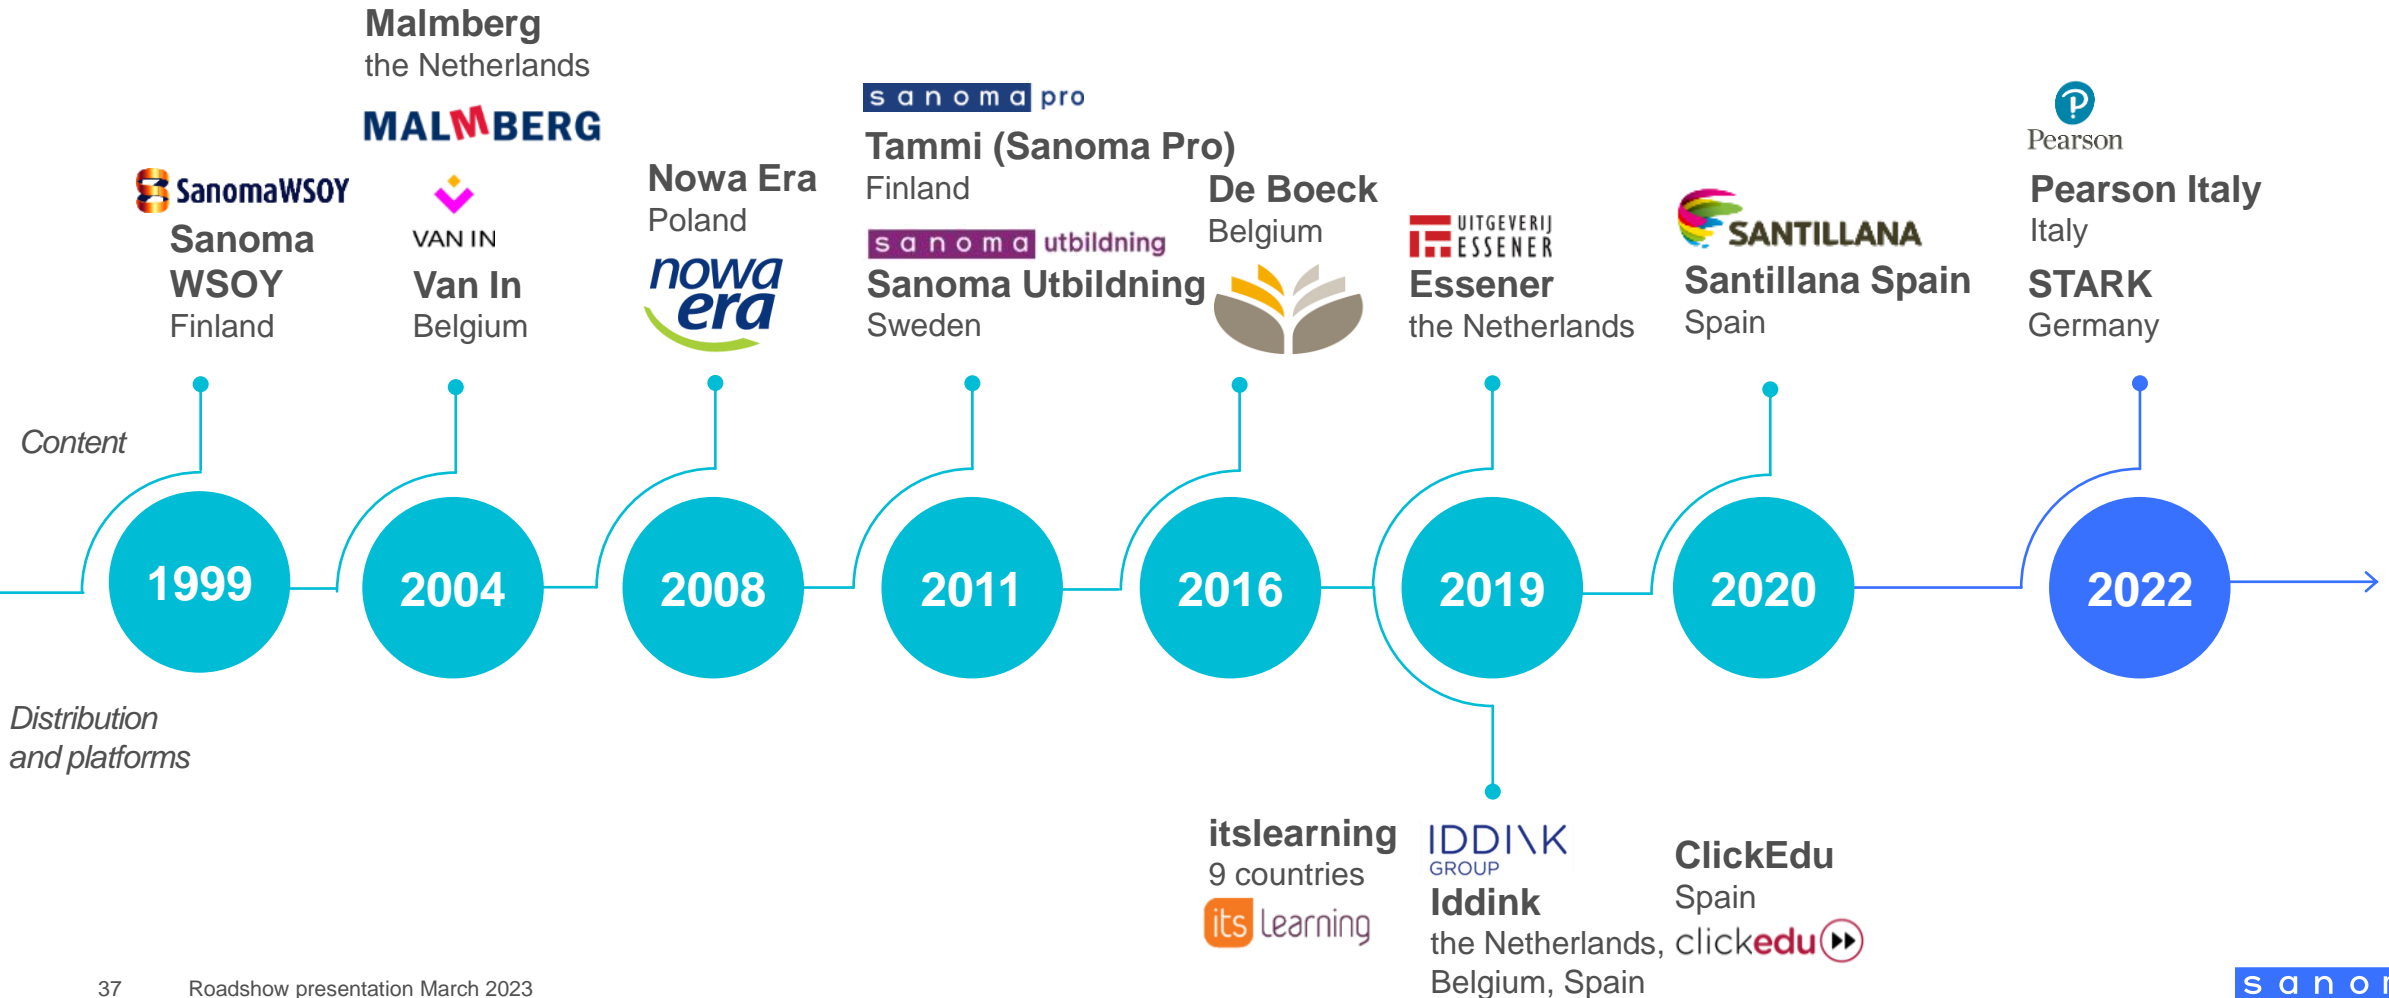 Malmberg
the Netherlands
MALMBERG
SanomaWSOY
Sanoma
WSOY
Finland
VAN IN
Van In
Belgium
Nowa Era
Poland
nowa
era
sanoma pro
Tammi (Sanoma Pro)
Finland
sanoma utbildning
Sanoma Utbildning
Sweden
De Boeck
Belgium
UITGEVERIJ
ESSENER
Essener
the Netherlands
SANTILLANA
Santillana Spain
Spain
P
Pearson
Pearson Italy
Italy
STARK
Germany
Content
1999
2004
2008
2011
2016
2019
2020
2022
Distribution
and platforms
itslearning
9 countries
its learning
IDDINK
GROUP
Iddink
the Netherlands,
Belgium, Spain
ClickEdu
Spain
clickedu
37
Roadshow presentation March 2023